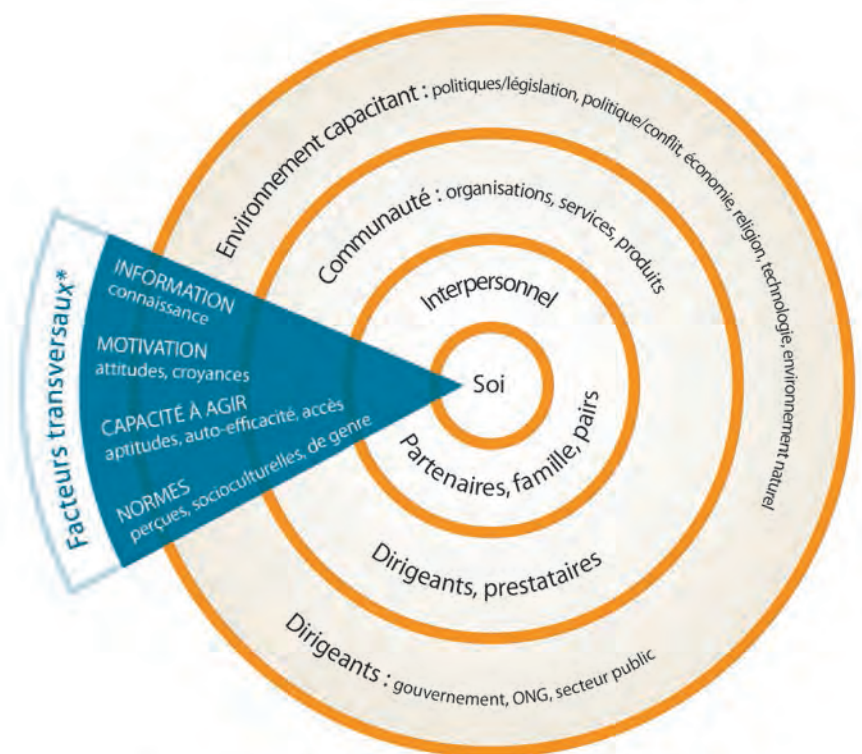 Environnement capacitant : politiques/législation, politique/conflit, économie, religion, technologie, environnement naturel
Communauté : organisations, services, produits
Interpersonnel
Soi
Partenaires, famille, pairs
Dirigeants, prestataires
Dirigeants : gouvernement, ONG, secteur public
Facteurs transversaux*
INFORMATION
connaissance
MOTIVATION
attitudes, croyances
CAPACITÉ À AGIR
aptitudes, auto-efficacité, accès
NORMES
perçues, socioculturelles, de genre